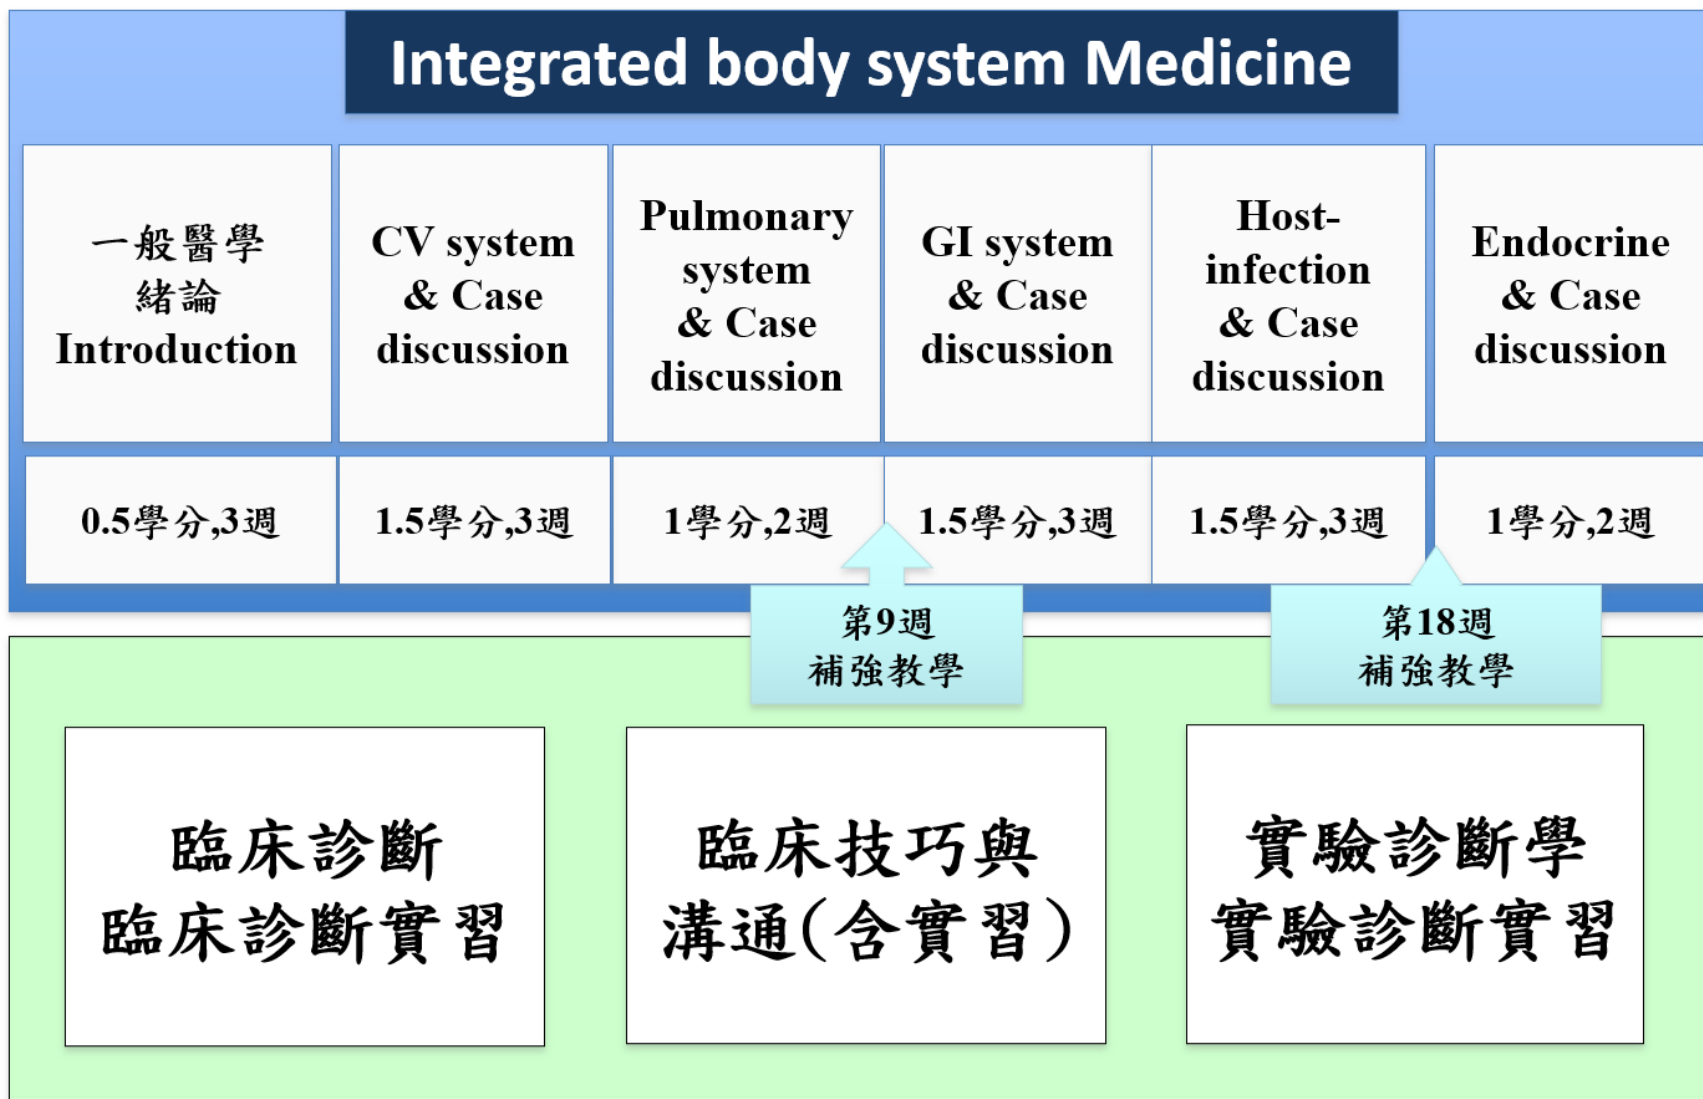 Integrated body system Medicine
一般醫學
緒論
Introduction
CV system
& Case
discussion
Pulmonary
system
& Case
discussion
GI system
& Case
discussion
Host-
infection
& Case
discussion
Endocrine
& Case
discussion
0.5學分,3週
1.5學分,3週
1學分,2週
1.5學分,3週
1.5學分,3週
1學分,2週
第9週
補強教學
第18週
補強教學
臨床診斷
臨床診斷實習
臨床技巧與
溝通(含實習)
實驗診斷學
實驗診斷實習